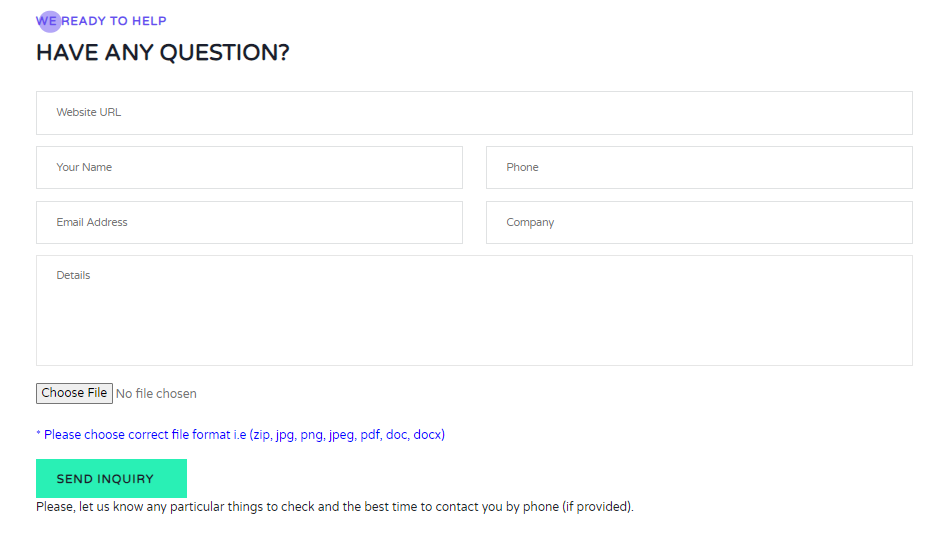 WE READY TO HELP
HAVE ANY QUESTION?
Website URL
Your Name
Phone
Email Address
Company
Details
Choose File No file chosen
* Please choose correct file format i.e (zip, jpg, png, jpeg, pdf, doc, docx)
SEND INQUIRY
Please, let us know any particular things to check and the best time to contact you by phone (if provided).